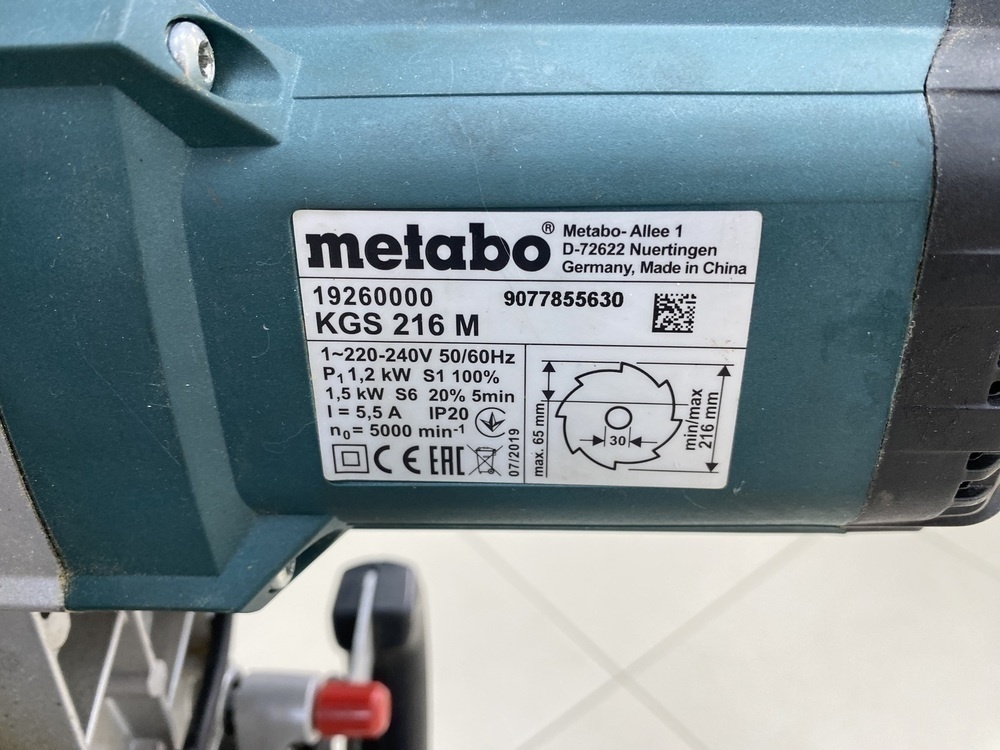 metabo®
Metabo- Allee 1
D-72622 Nuertingen
Germany, Made in China
19260000
9077855630
KGS 216 M
1~220-240V 50/60Hz
P₁ 1,2 kW S1 100%
1,5 kW S6 20% 5min
I = 5,5 A IP20
n₀ = 5000 min⁻¹
CE EAC
07/2019
max. 65 mm
30
min/max
216 mm